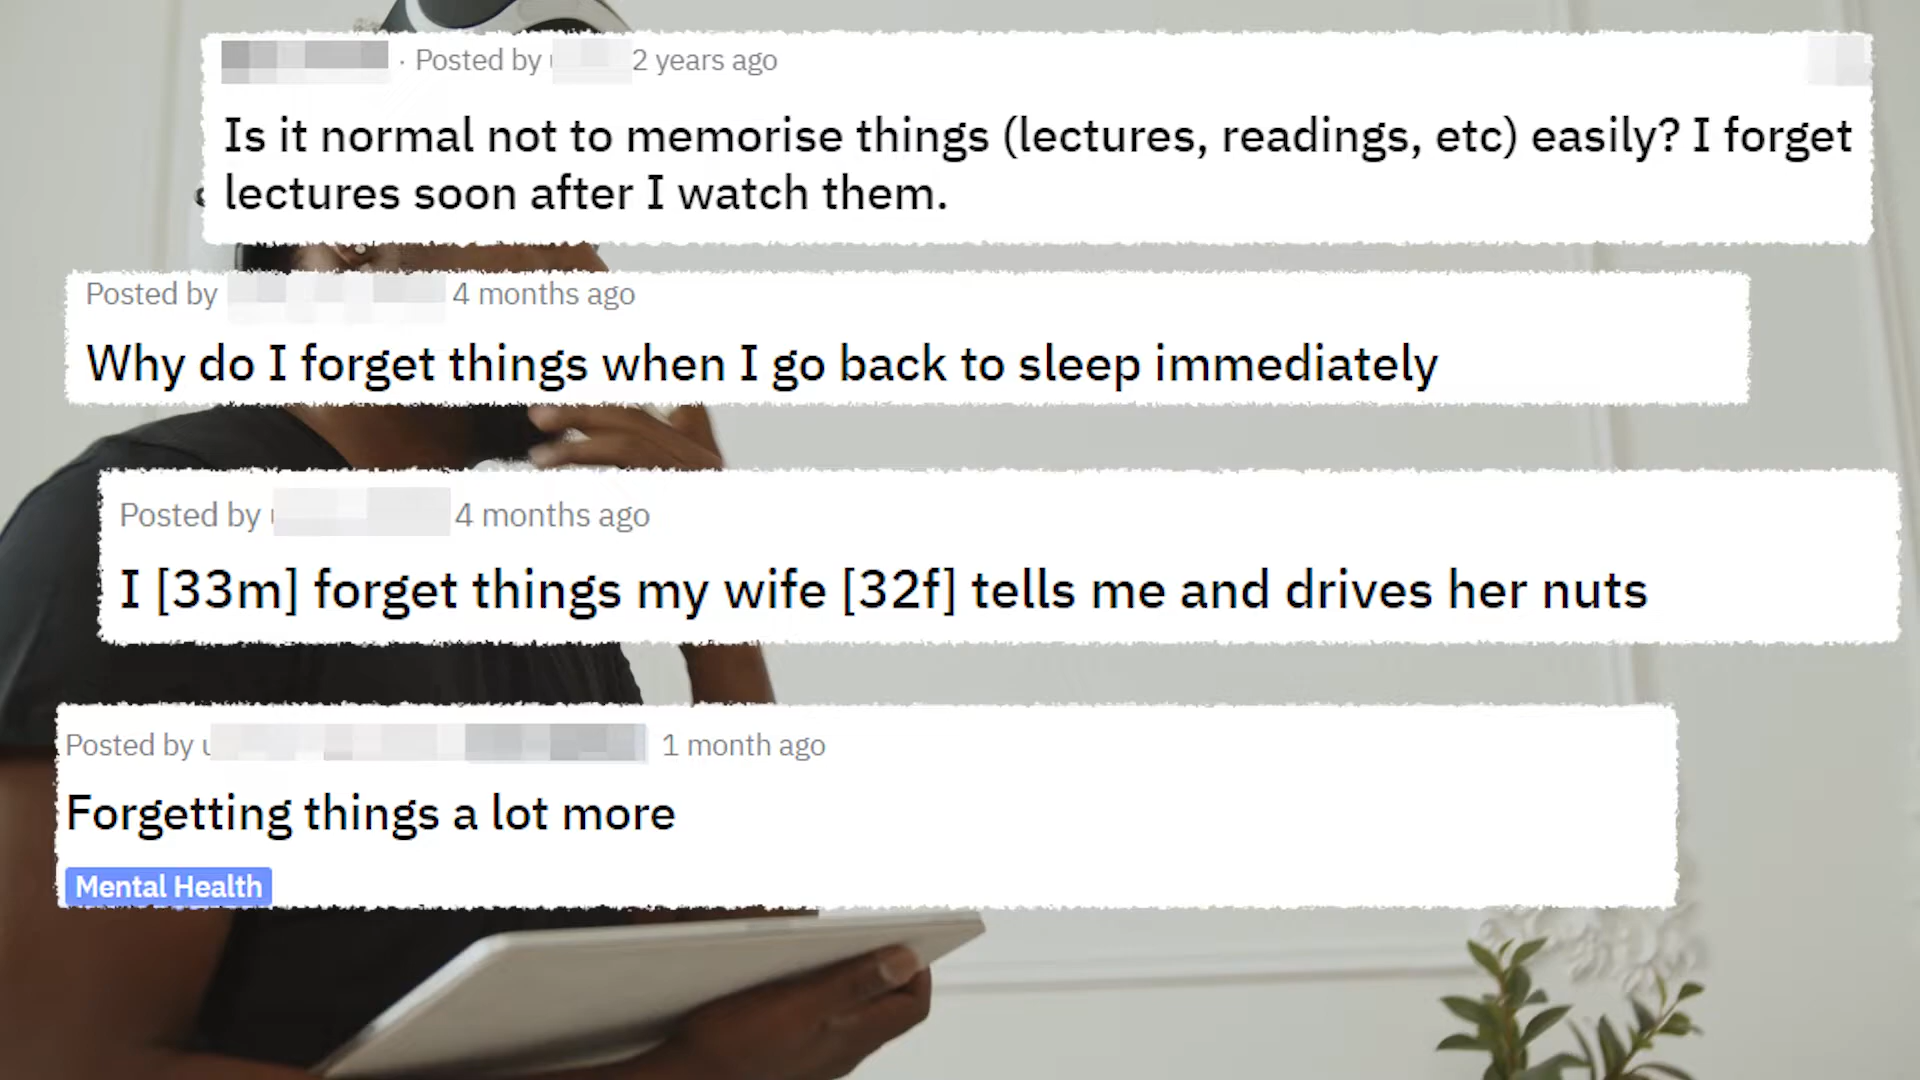 · Posted by 2 years ago
Is it normal not to memorise things (lectures, readings, etc) easily? I forget
lectures soon after I watch them.
Posted by 4 months ago
Why do I forget things when I go back to sleep immediately
Posted by 4 months ago
I [33m] forget things my wife [32f] tells me and drives her nuts
Posted by 1 month ago
Forgetting things a lot more
Mental Health